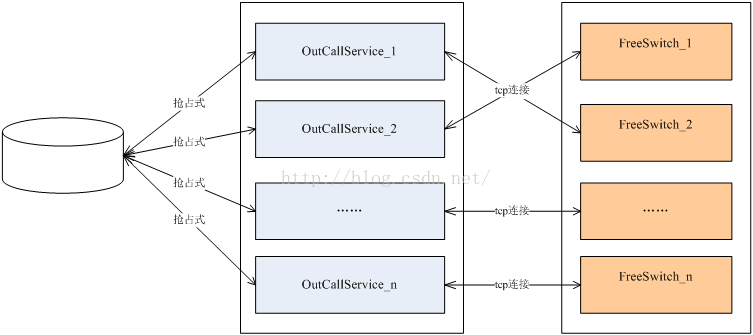 OutCallService_1
FreeSwitch_1
抢占式
tcp连接
OutCallService_2
FreeSwitch_2
抢占式
http://blog.csdn.net/
抢占式
……
tcp连接
……
抢占式
OutCallService_n
tcp连接
FreeSwitch_n